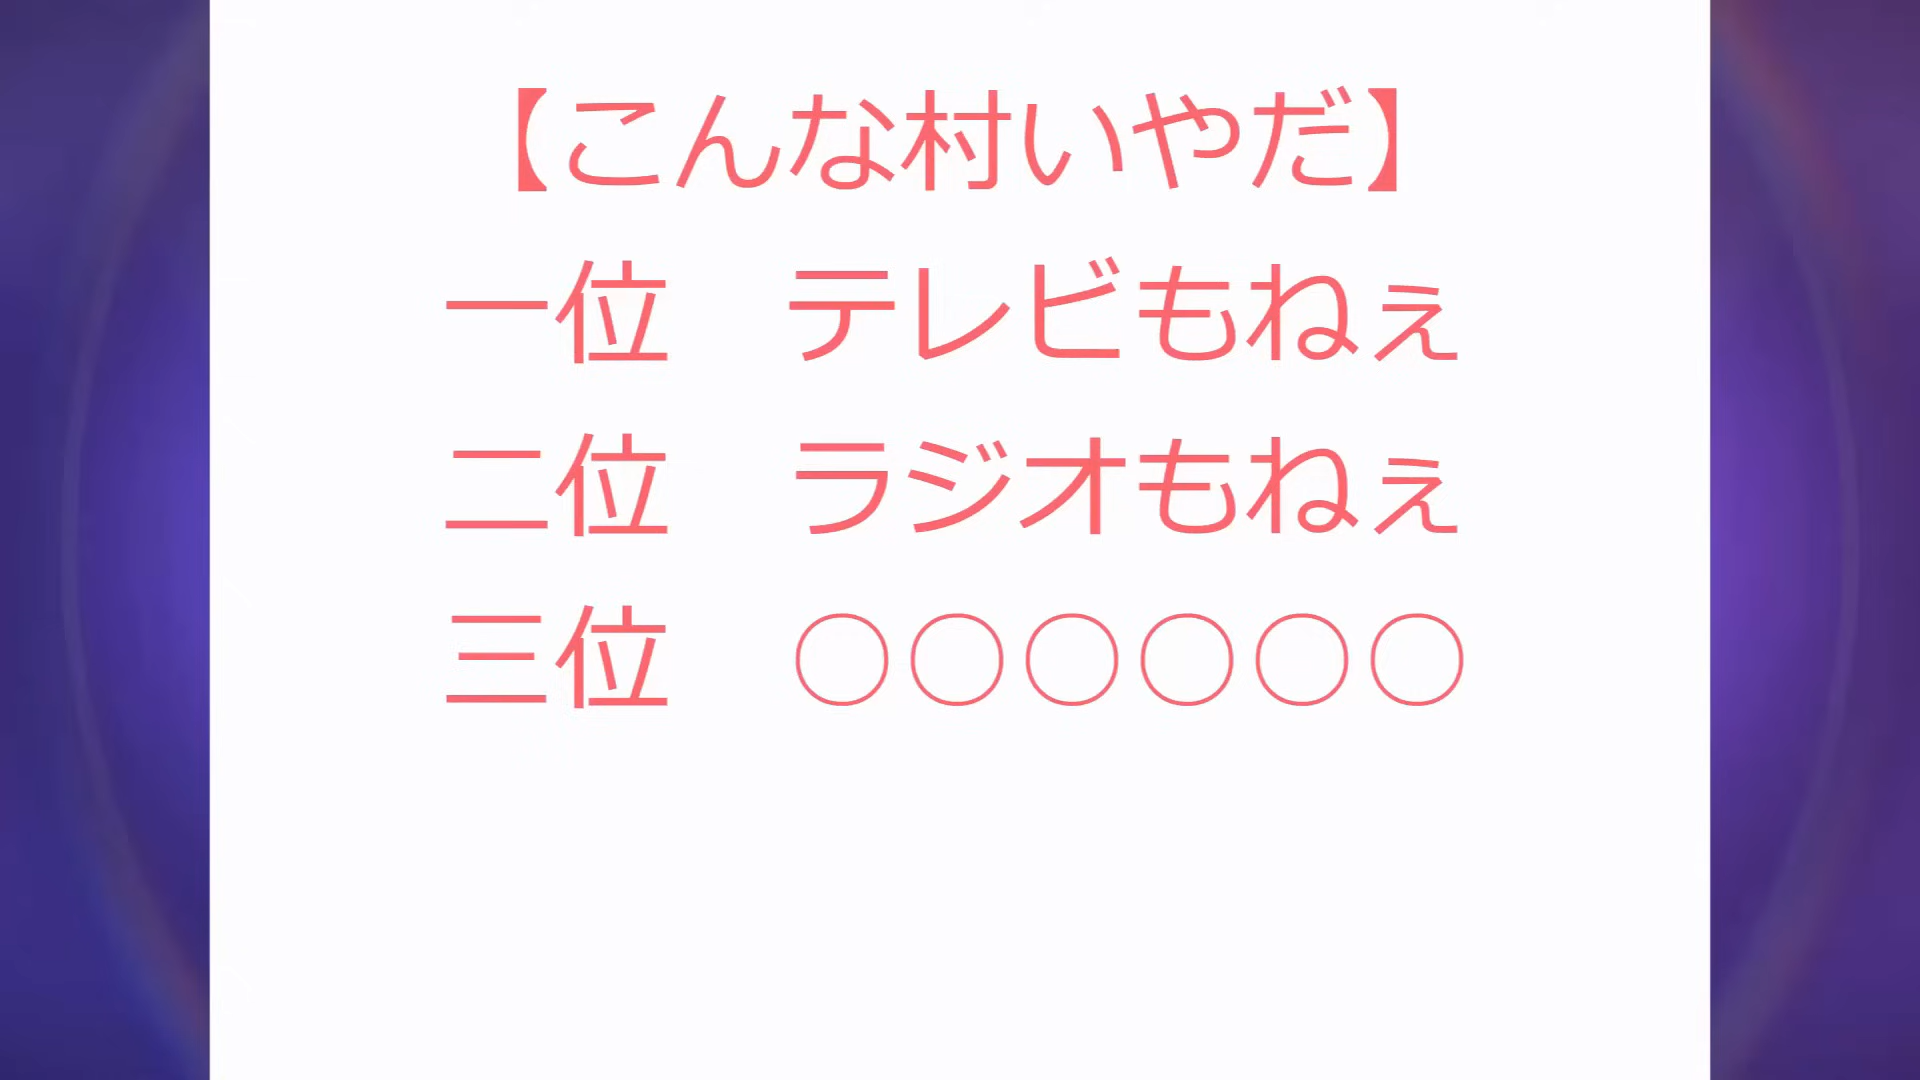 【こんな村いやだ】
一位　テレビもねぇ
二位　ラジオもねぇ
三位　○○○○○○